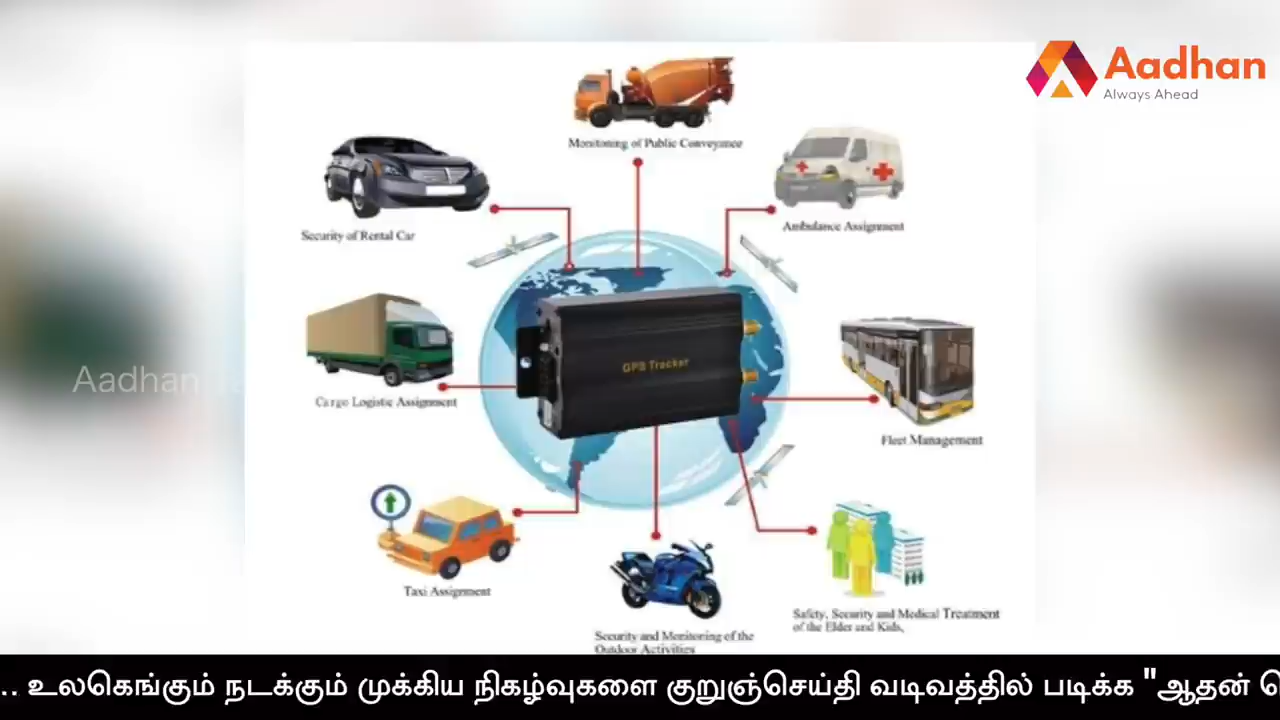 Aadhan
Always Ahead
Monitoring of Public Conveyance
Ambulance Assignment
Security of Rental Car
GPS Tracker
Aadhan
Cargo Logistic Assignment
Fleet Management
Taxi Assignment
Safety, Security and Medical Treatment
of the Elder and Kids,
Security and Monitoring of the
Outdoor Activities
.. உலகெங்கும் நடக்கும் முக்கிய நிகழ்வுகளை குறுஞ்செய்தி வடிவத்தில் படிக்க "ஆதன்